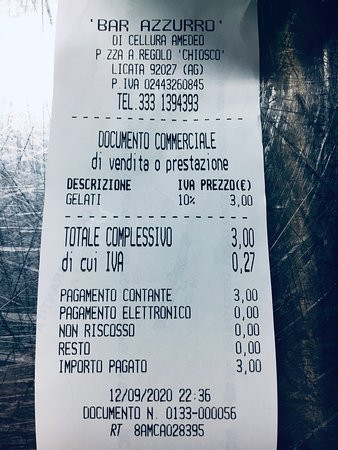 'BAR AZZURRO'
DI CELLURA AMEDEO
P.ZZA A REGOLO 'CHIOSCO'
LICATA 92027 (AG)
P.IVA 02443260845
TEL.333 1394393
DOCUMENTO COMMERCIALE
di vendita o prestazione
DESCRIZIONE IVA PREZZO(€)
GELATI 10% 3,00
TOTALE COMPLESSIVO 3,00
di cui IVA 0,27
PAGAMENTO CONTANTE 3,00
PAGAMENTO ELETTRONICO 0,00
NON RISCOSSO 0,00
RESTO 0,00
IMPORTO PAGATO 3,00
12/09/2020 22:36
DOCUMENTO N. 0133-000056
RT 8AMCA028395